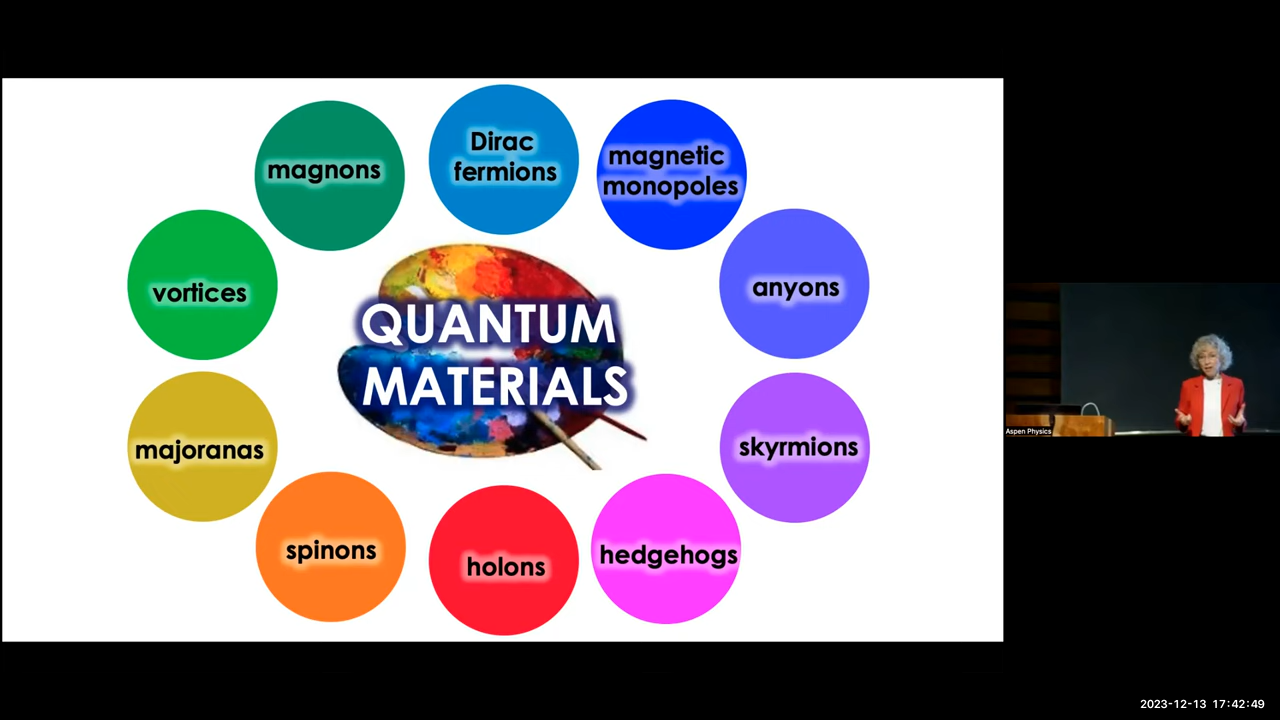 Dirac
fermions
magnons
magnetic
monopoles
vortices
anyons
QUANTUM
MATERIALS
majoranas
skyrmions
spinons
holons
hedgehogs
Aspen Physics
2023-12-13 17:42:49